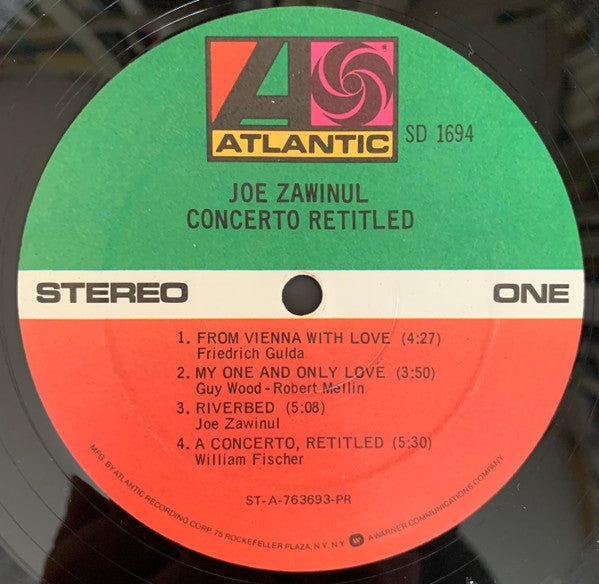 A
ATLANTIC
SD 1694
JOE ZAWINUL
CONCERTO RETITLED
STEREO
ONE
1. FROM VIENNA WITH LOVE (4:27)
Friedrich Gulda
2. MY ONE AND ONLY LOVE (3:50)
Guy Wood-Robert Mellin
3. RIVERBED (5:08)
Joe Zawinul
4. A CONCERTO, RETITLED (5:30)
William Fischer
ST-A-763693-PR
MFG. BY ATLANTIC RECORDING CORP. 75 ROCKEFELLER PLAZA, N.Y., N.Y. W A WARNER COMMUNICATIONS COMPANY